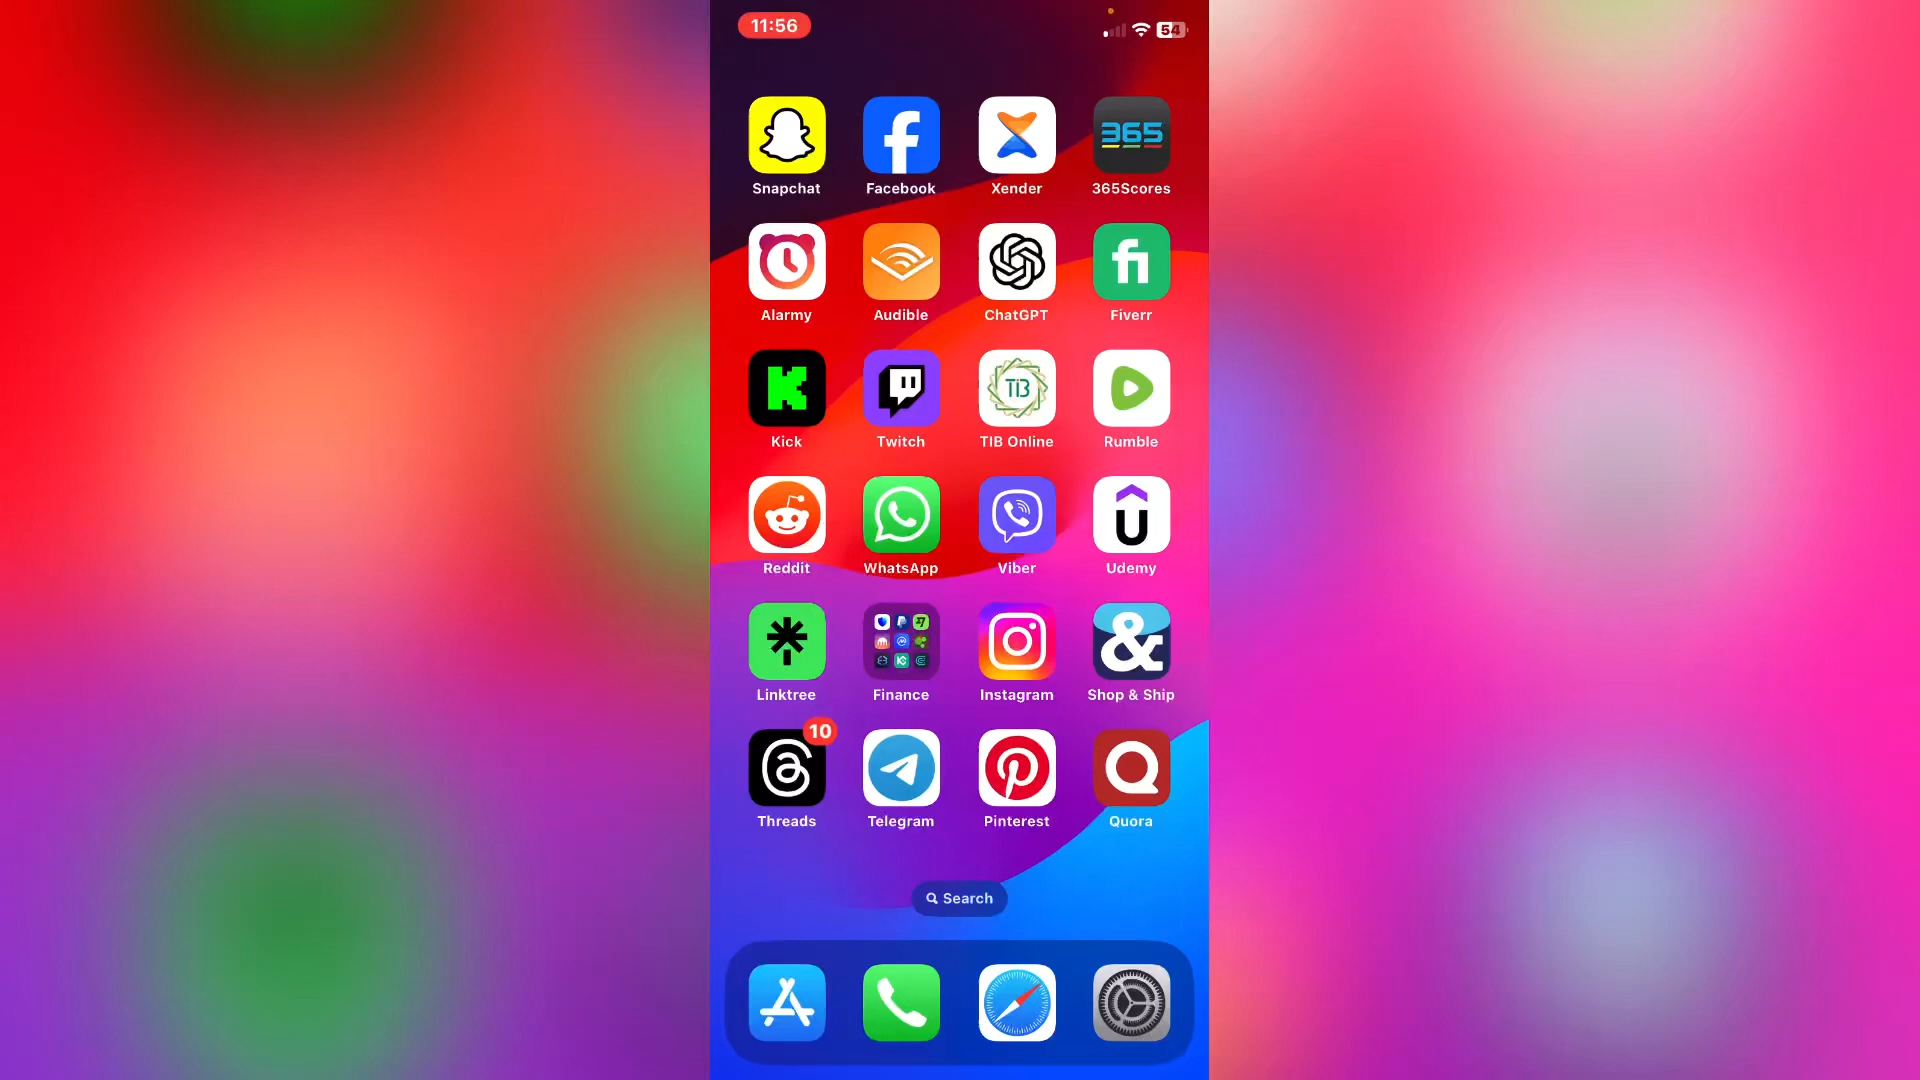 11:56
54
365
Snapchat
Facebook
Xender
365Scores
fi
Alarmy
Audible
ChatGPT
Fiverr
TiB
Kick
Twitch
TIB Online
Rumble
Reddit
WhatsApp
Viber
Udemy
&
Linktree
Finance
Instagram
Shop & Ship
10
Threads
Telegram
Pinterest
Quora
Search